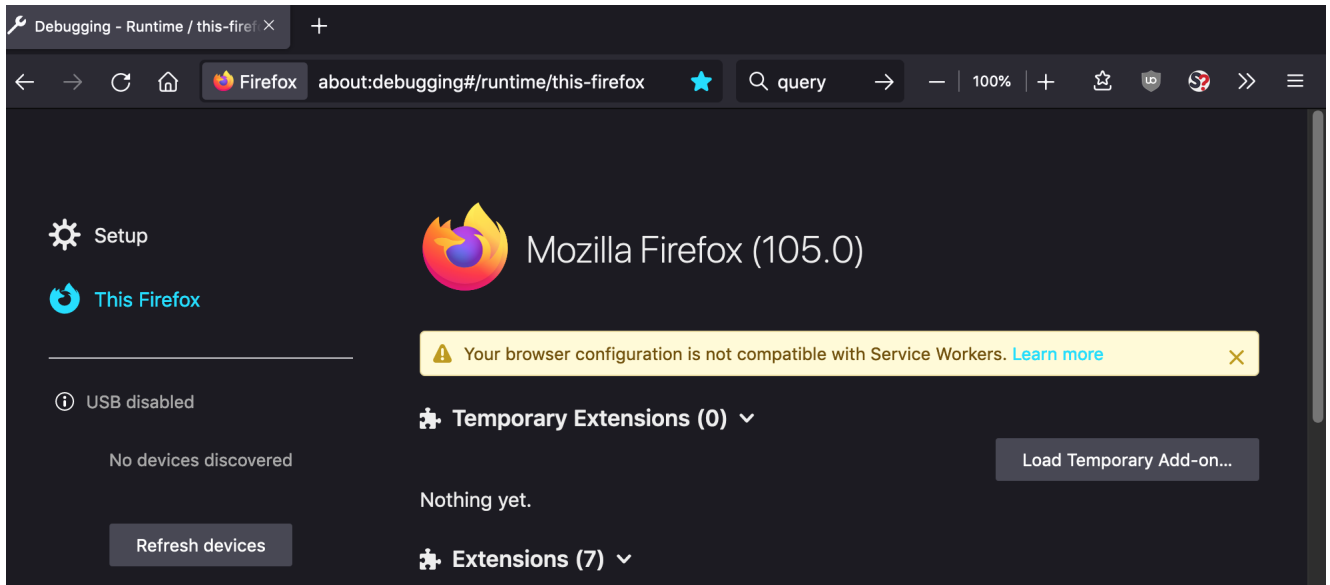 Debugging - Runtime / this-firef
Firefox about:debugging#/runtime/this-firefox query 100%
Setup
This Firefox
USB disabled
No devices discovered
Refresh devices
Mozilla Firefox (105.0)
Your browser configuration is not compatible with Service Workers. Learn more
Temporary Extensions (0)
Load Temporary Add-on...
Nothing yet.
Extensions (7)